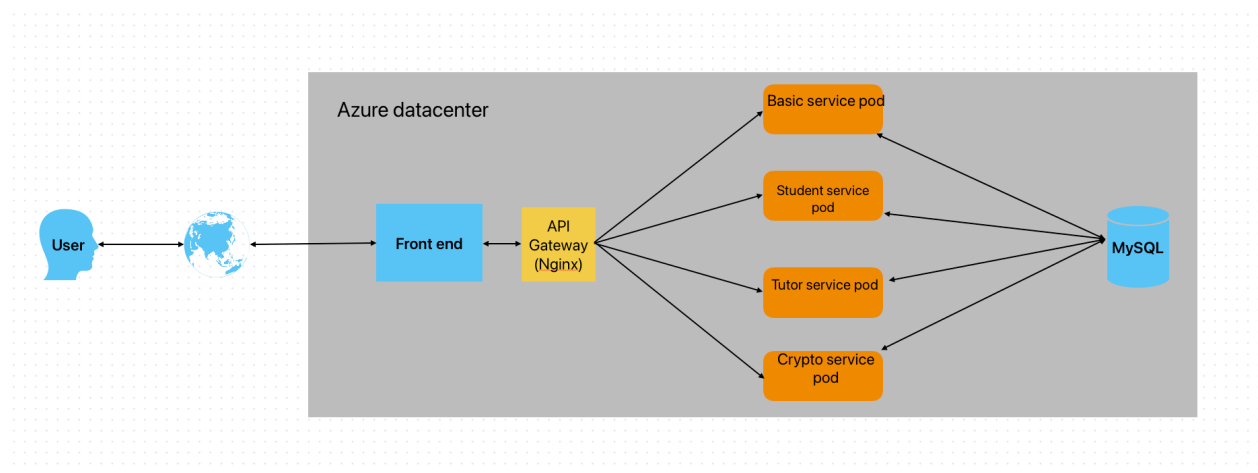 Azure datacenter
User
Front end
API
Gateway
(Nginx)
Basic service pod
Student service
pod
Tutor service pod
Crypto service
pod
MySQL